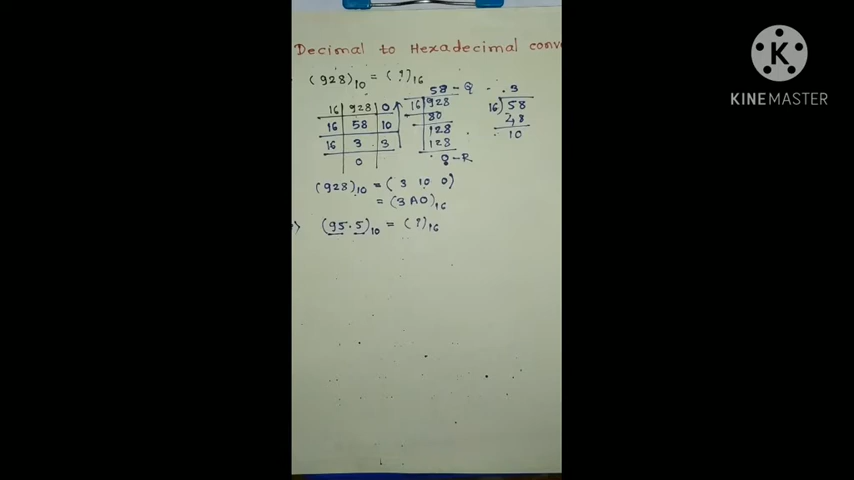 Decimal to Hexadecimal conv
(928)10 = (?)16
16 928 0
16 58 10
16 3 3
0
58 - Q
16 928
80
128
128
0 - R
3
16) 58
48
10
(928)10 = (3 10 0)
= (3A0)16
(95.5)10 = (?)16
K
KINEMASTER